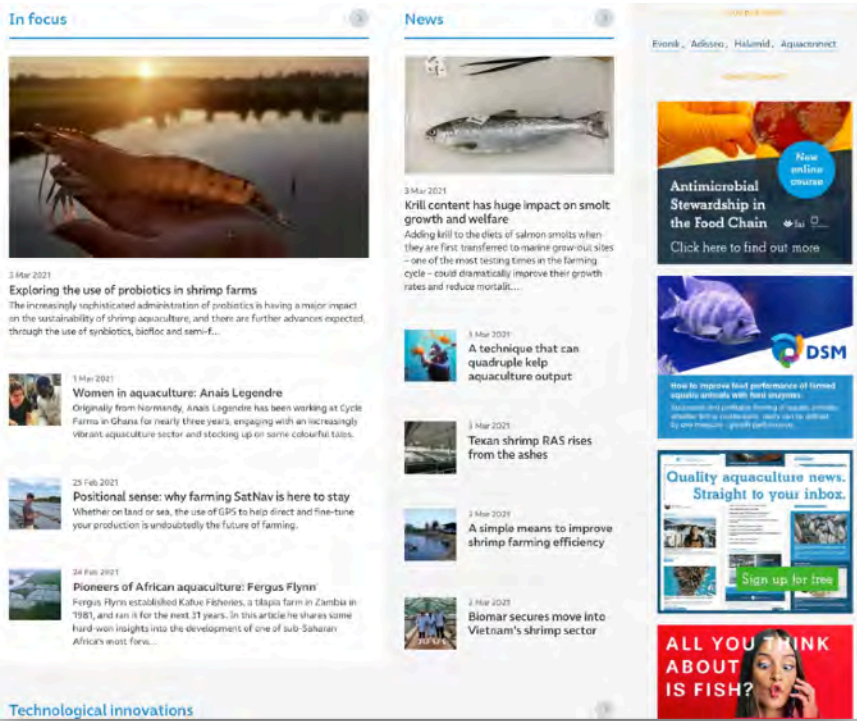 In focus
3 Mar 2021
Exploring the use of probiotics in shrimp farms
The increasingly sophisticated administration of probiotics is having a major impact
on the sustainability of shrimp aquaculture, and there are further advances expected,
through the use of synbiotics, biofloc and semi-f...
1 Mar 2021
Women in aquaculture: Anais Legendre
Originally from Normandy, Anais Legendre has been working at Cycle
Farms in Ghana for nearly three years, engaging with an increasingly
vibrant aquaculture sector and stocking up on some colourful tales.
25 Feb 2021
Positional sense: why farming SatNav is here to stay
Whether on land or sea, the use of GPS to help direct and fine-tune
your production is undoubtedly the future of farming.
24 Feb 2021
Pioneers of African aquaculture: Fergus Flynn
Fergus Flynn established Kafue Fisheries, a tilapia farm in Zambia in
1981, and ran it for the next 31 years. In this article he shares some
hard-won insights into the development of one of sub-Saharan
Africa's most forw...
Technological innovations
News
3 Mar 2021
Krill content has huge impact on smolt
growth and welfare
Adding krill to the diets of salmon smolts when
they are first transferred to marine grow-out sites
– one of the most testing times in the farming
cycle – could dramatically improve their growth
rates and reduce mortalit....
3 Mar 2021
A technique that can
quadruple kelp
aquaculture output
3 Mar 2021
Texan shrimp RAS rises
from the ashes
2 Mar 2021
A simple means to improve
shrimp farming efficiency
2 Mar 2021
Biomar secures move into
Vietnam's shrimp sector
Evonik, Adisseo, Halamid, Aquaconnect
New
online
course
Antimicrobial
Stewardship in
the Food Chain
Click here to find out more
DSM
How to improve feed performance of farmed
aquatic animals with feed enzymes
Quality aquaculture news.
Straight to your inbox.
Sign up for free
ALL YOU THINK
ABOUT
IS FISH?